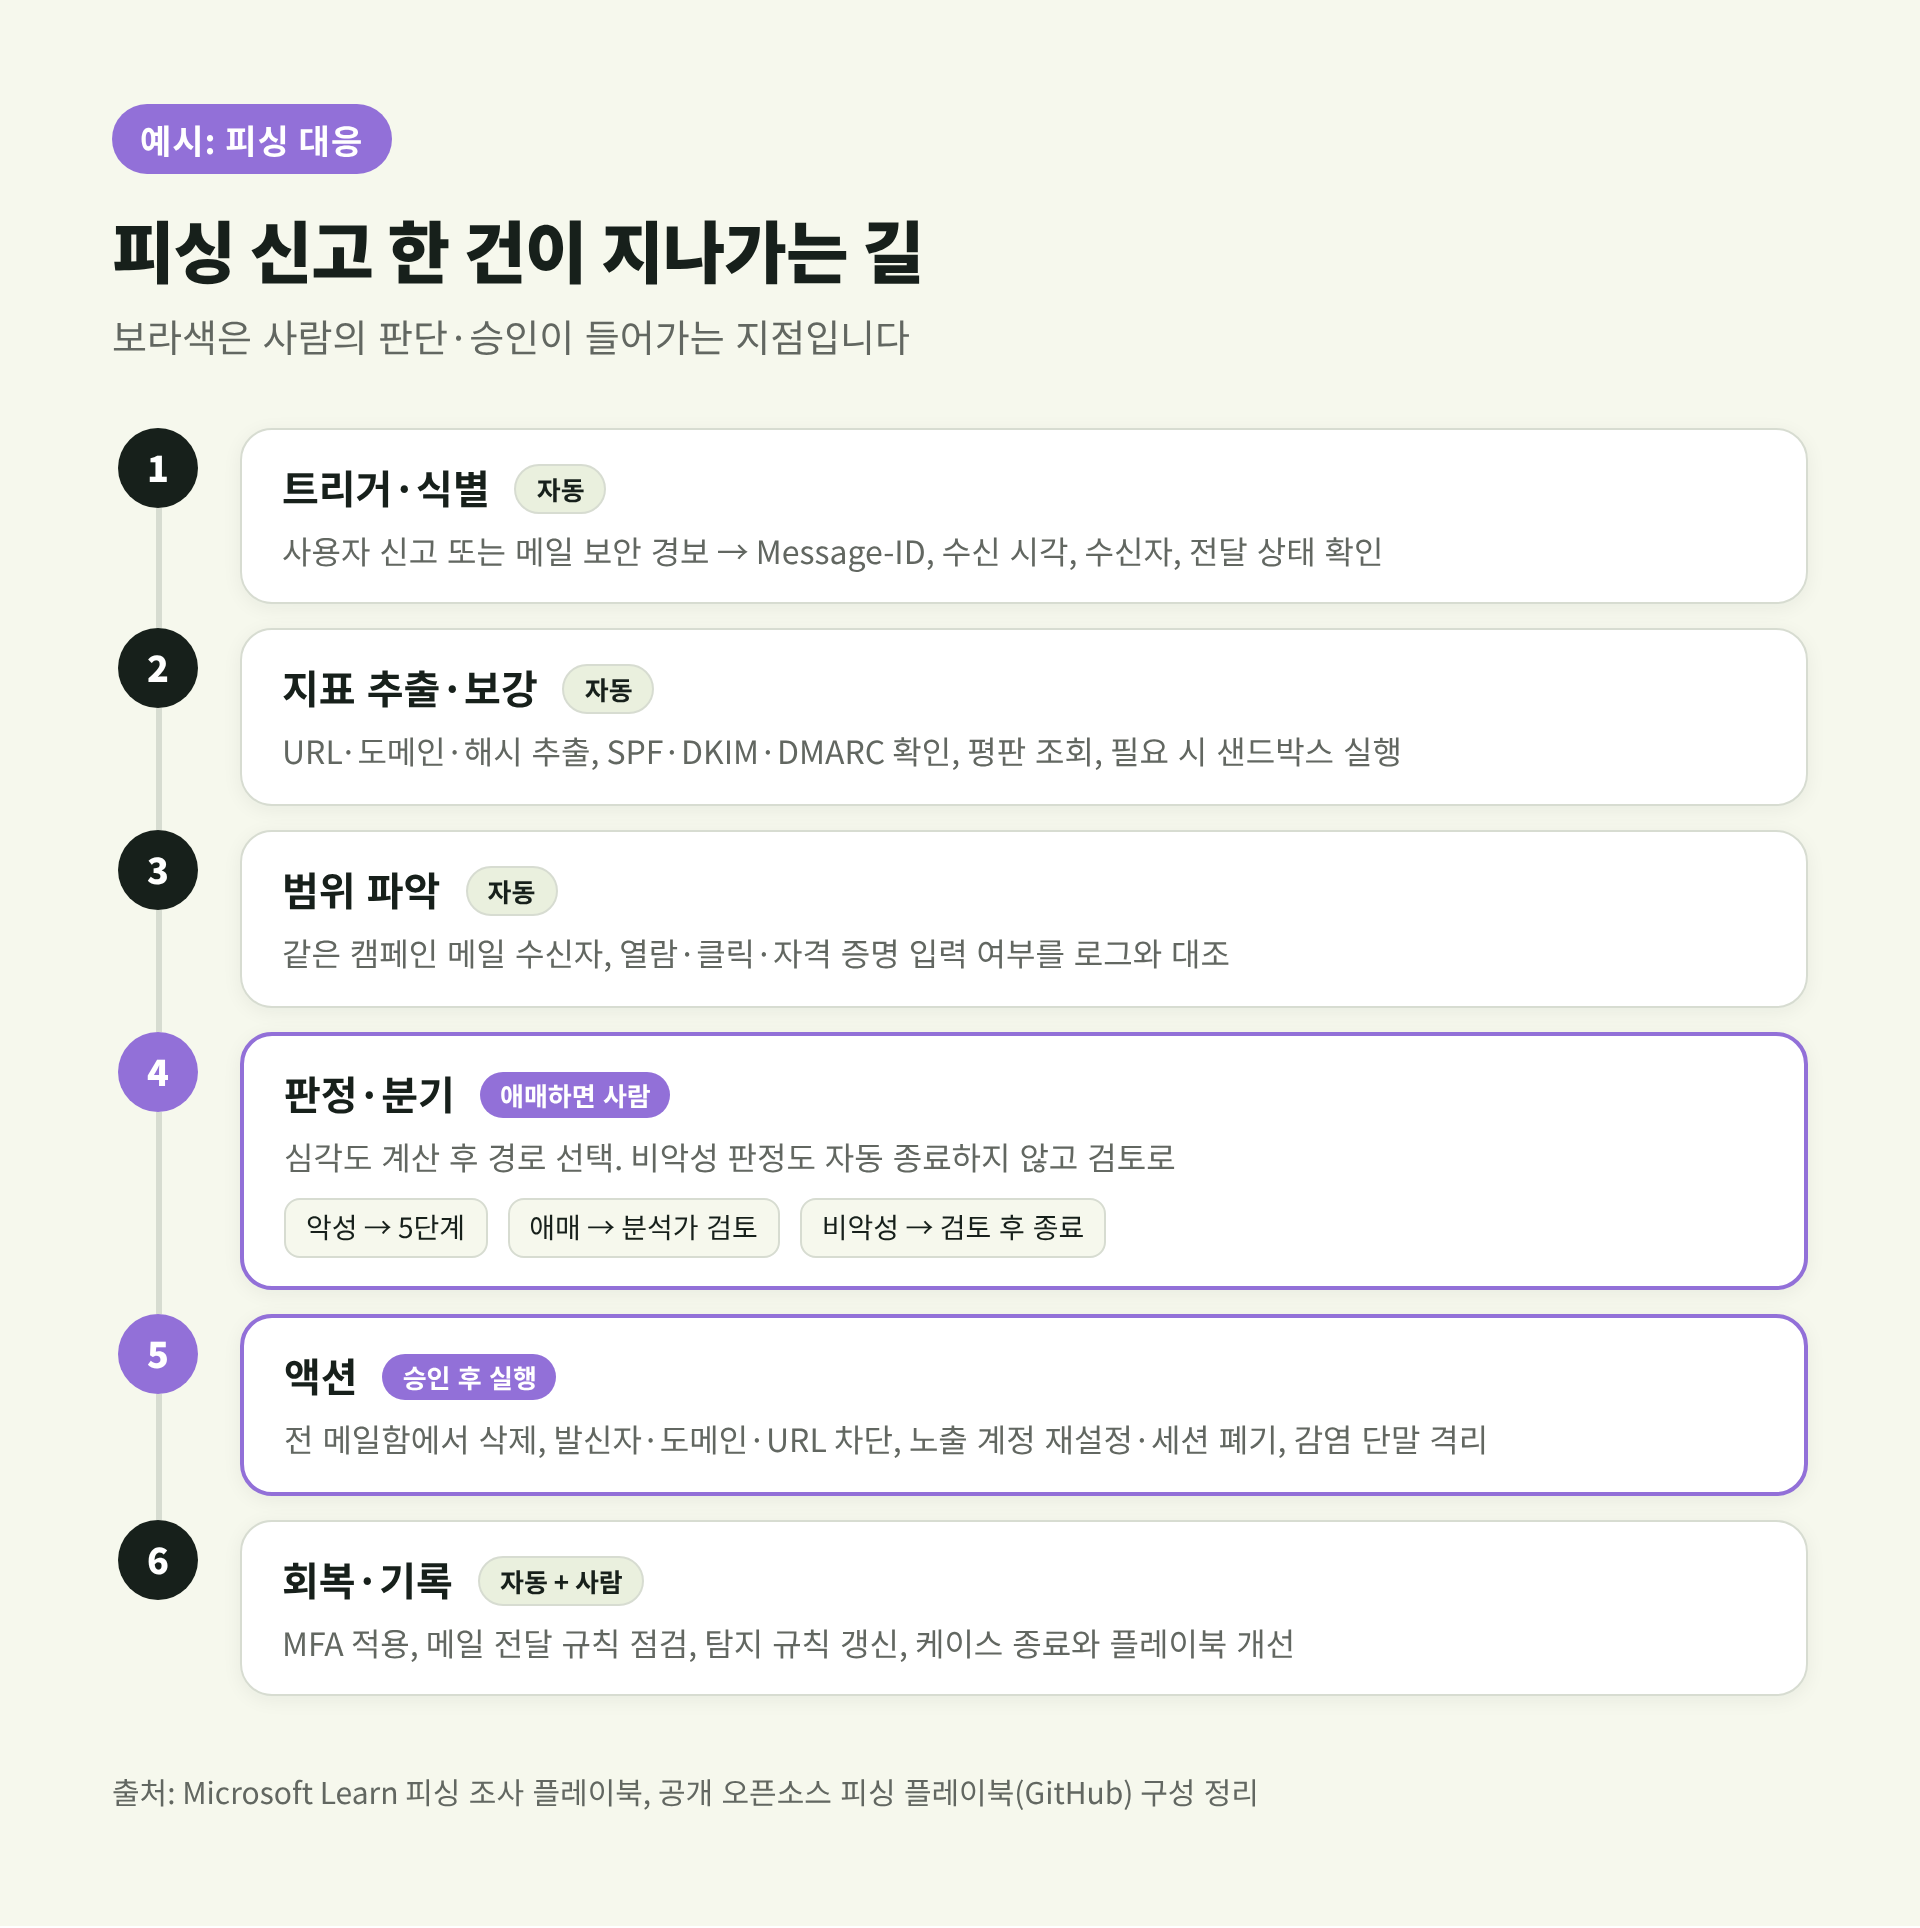 예시: 피싱 대응
피싱 신고 한 건이 지나가는 길
보라색은 사람의 판단·승인이 들어가는 지점입니다
1
트리거·식별 자동
사용자 신고 또는 메일 보안 경보 → Message-ID, 수신 시각, 수신자, 전달 상태 확인
2
지표 추출·보강 자동
URL·도메인·해시 추출, SPF·DKIM·DMARC 확인, 평판 조회, 필요 시 샌드박스 실행
3
범위 파악 자동
같은 캠페인 메일 수신자, 열람·클릭·자격 증명 입력 여부를 로그와 대조
4
판정·분기 애매하면 사람
심각도 계산 후 경로 선택. 비악성 판정도 자동 종료하지 않고 검토로
악성 → 5단계 애매 → 분석가 검토 비악성 → 검토 후 종료
5
액션 승인 후 실행
전 메일함에서 삭제, 발신자·도메인·URL 차단, 노출 계정 재설정·세션 폐기, 감염 단말 격리
6
회복·기록 자동 + 사람
MFA 적용, 메일 전달 규칙 점검, 탐지 규칙 갱신, 케이스 종료와 플레이북 개선
출처: Microsoft Learn 피싱 조사 플레이북, 공개 오픈소스 피싱 플레이북(GitHub) 구성 정리